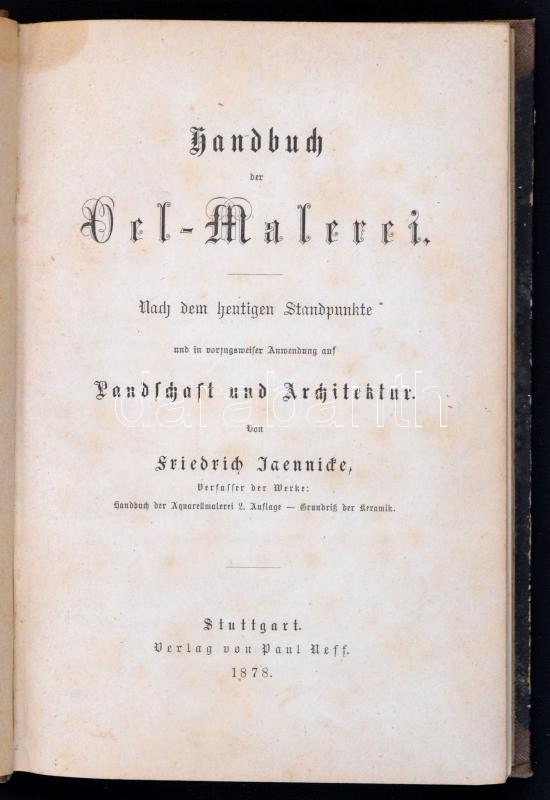 Handbuch
der
Oel-Malerei.
Nach dem heutigen Standpunkte
und in vorzugsweiser Anwendung auf
Landschaft und Architektur.
Von
Friedrich Jaennicke,
Verfasser der Werke:
Handbuch der Aquarellmalerei 2. Auflage — Grundriß der Keramik.
Stuttgart.
Verlag von Paul Neff.
1878.
darabanth